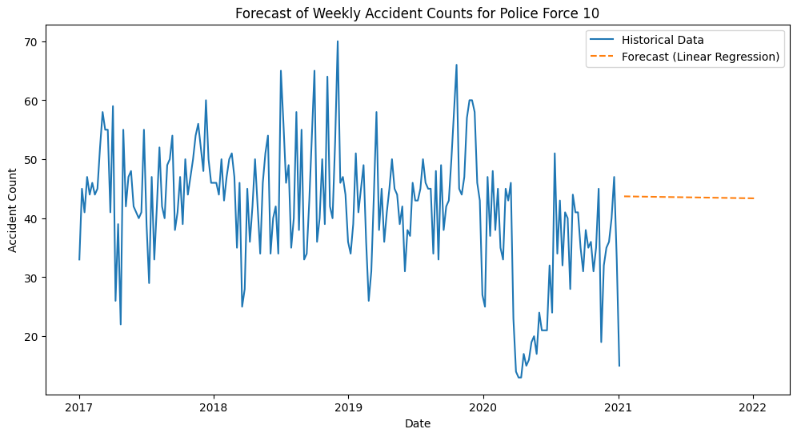 Forecast of Weekly Accident Counts for Police Force 10
Historical Data
Forecast (Linear Regression)
Accident Count
70
60
50
40
30
20
2017 2018 2019 2020 2021 2022
Date